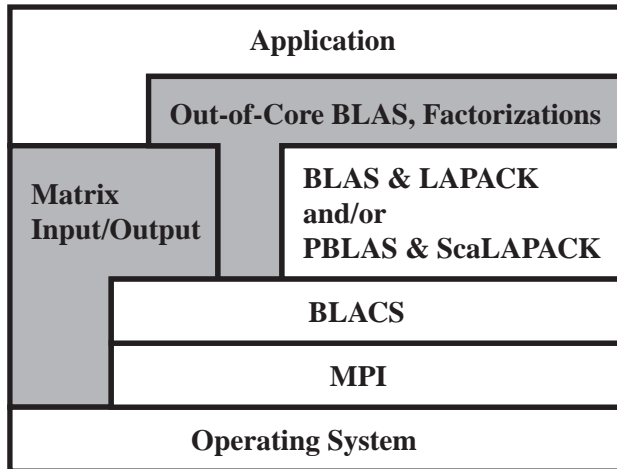 Application
Out-of-Core BLAS, Factorizations
Matrix
Input/Output
BLAS & LAPACK
and/or
PBLAS & ScaLAPACK
BLACS
MPI
Operating System